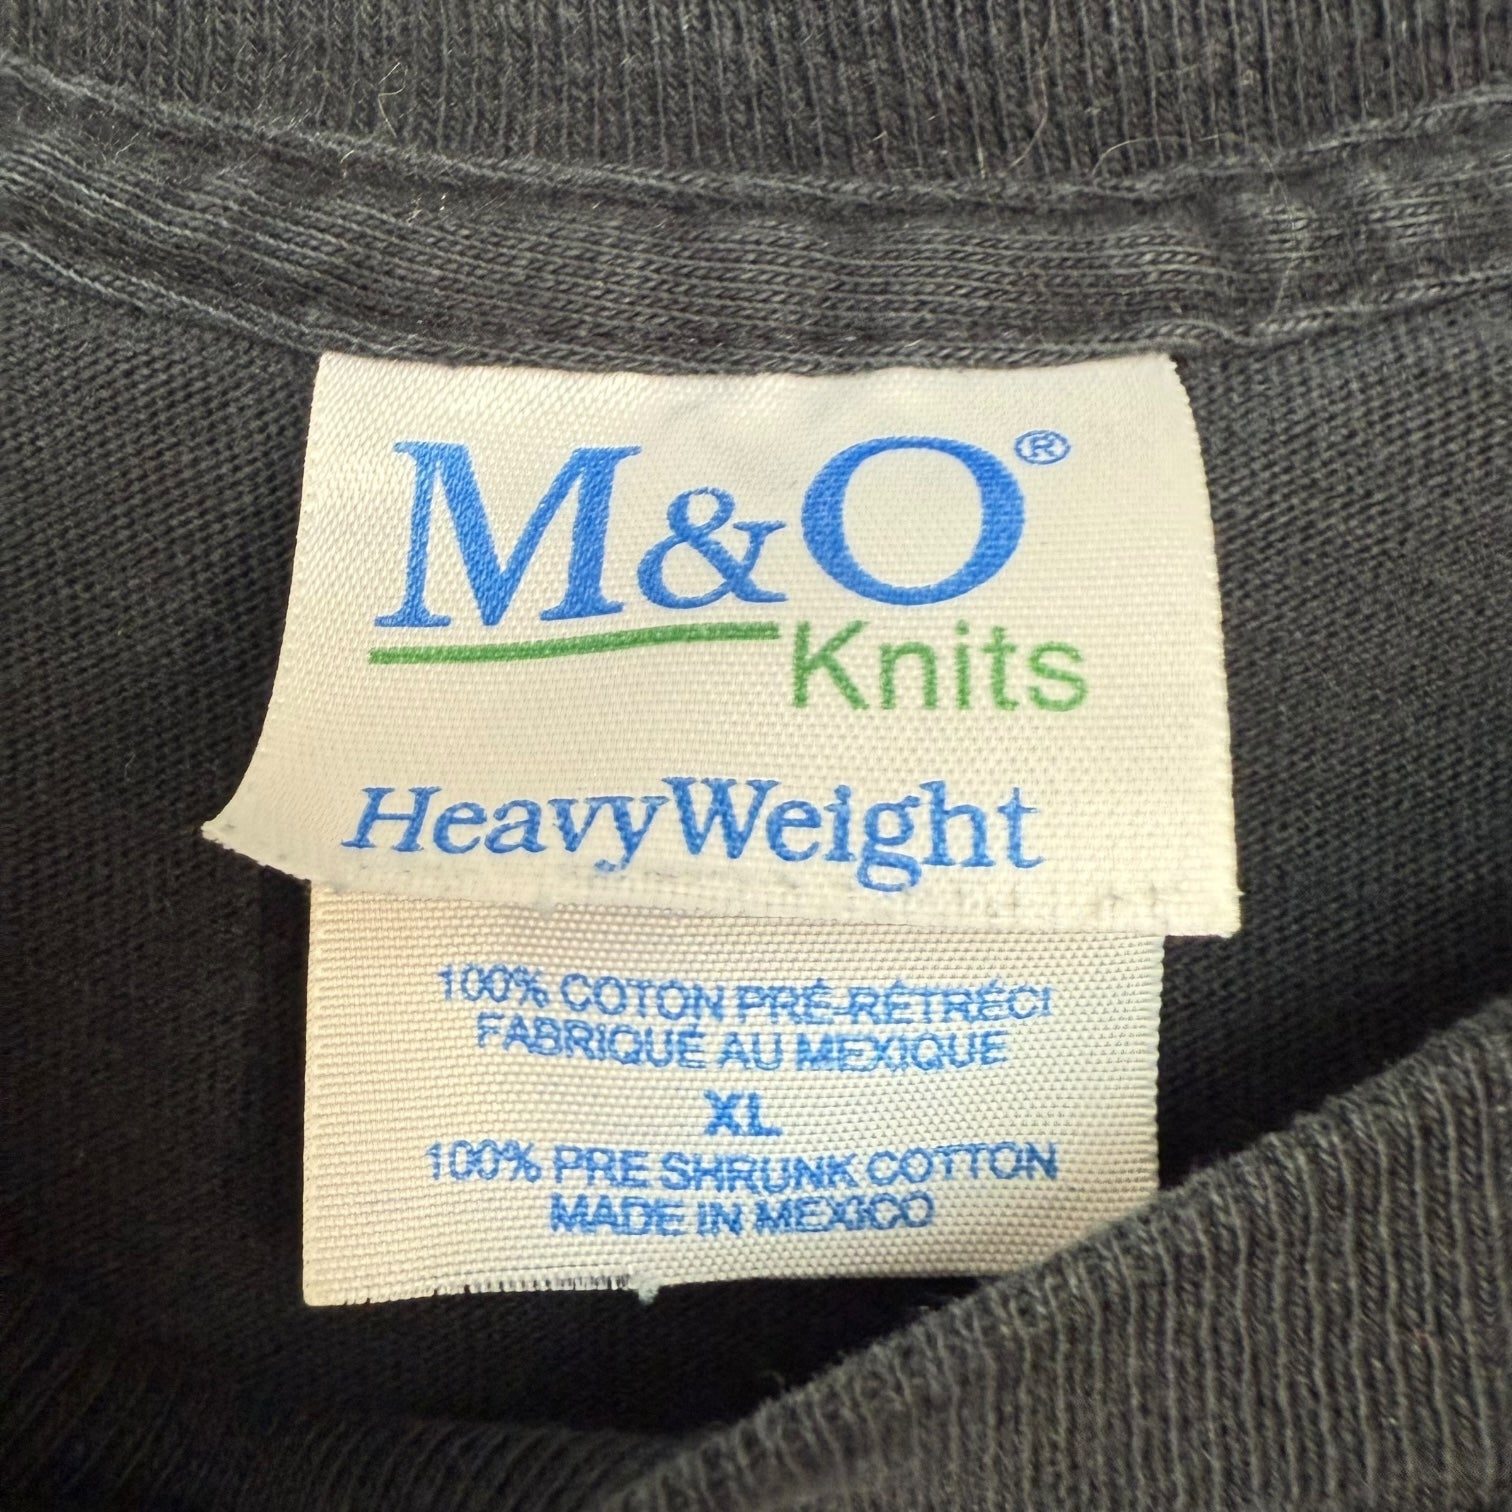 M&O®
Knits
HeavyWeight
100% COTON PRÉ-RÉTRÉCI
FABRIQUÉ AU MEXIQUE
XL
100% PRE SHRUNK COTTON
MADE IN MEXICO